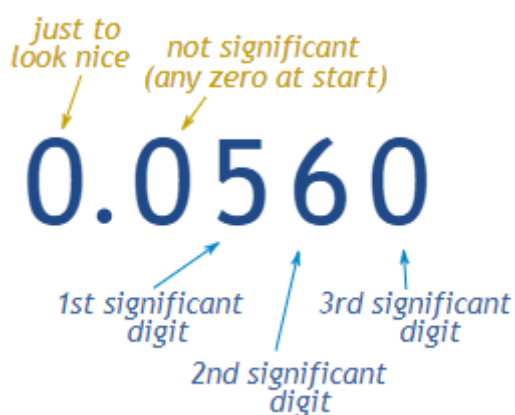 just to
look nice
not significant
(any zero at start)
0.0560
1st significant
digit
2nd significant
digit
3rd significant
digit